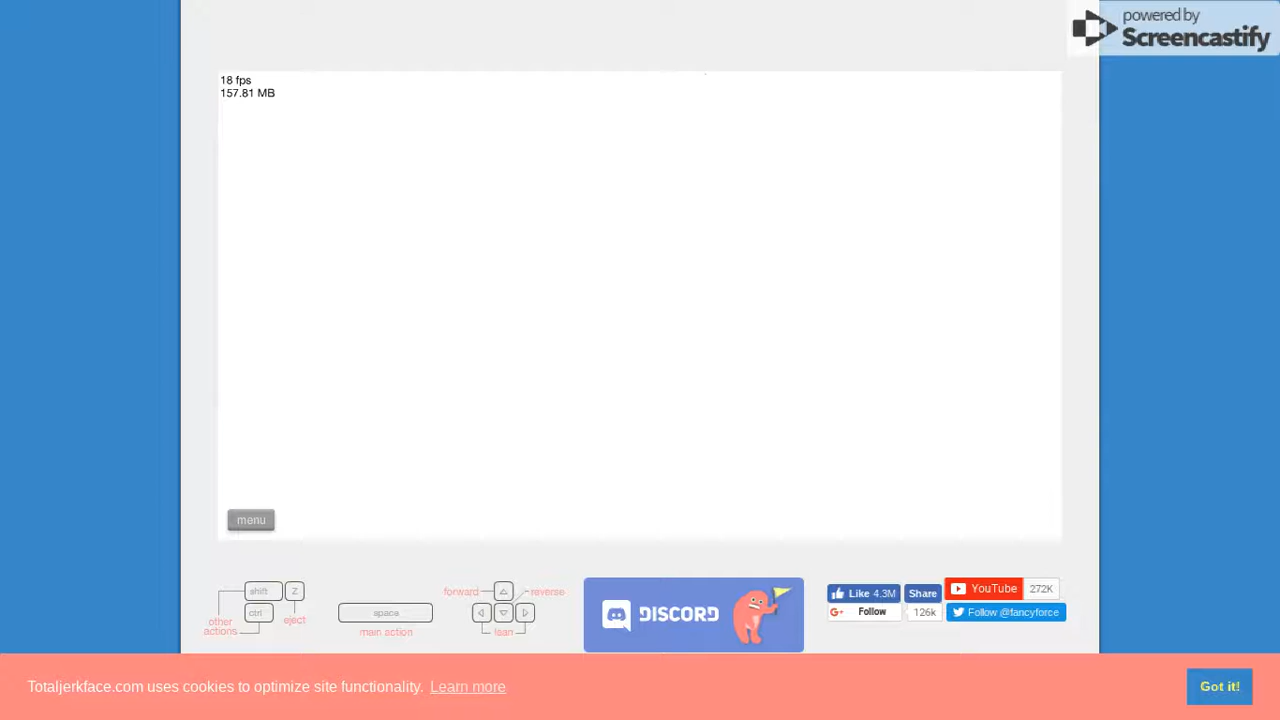 powered by
Screencastify
18 fps
157.81 MB
menu
shift
Z
ctrl
other
actions
eject
space
main action
forward
reverse
lean
DISCORD
Like 4.3M
Share
YouTube
272K
G+
Follow
126k
Follow @fancyforce
Totaljerkface.com uses cookies to optimize site functionality. Learn more
Got it!